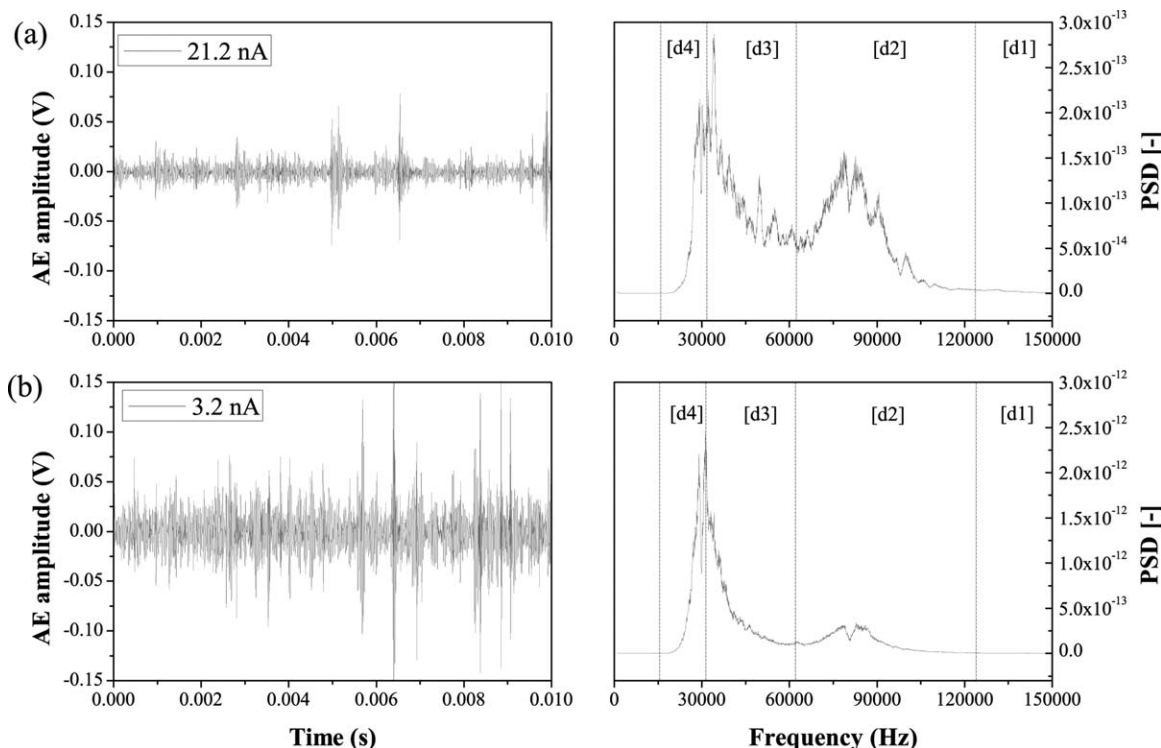 (a)
21.2 nA
AE amplitude (V)
0.15
0.10
0.05
0.00
-0.05
-0.10
-0.15
0.000 0.002 0.004 0.006 0.008 0.010
[d4] [d3] [d2] [d1]
3.0x10⁻¹³
2.5x10⁻¹³
2.0x10⁻¹³
1.5x10⁻¹³
1.0x10⁻¹³
5.0x10⁻¹⁴
0.0
PSD [-]
0 30000 60000 90000 120000 150000
(b)
3.2 nA
AE amplitude (V)
0.15
0.10
0.05
0.00
-0.05
-0.10
-0.15
0.000 0.002 0.004 0.006 0.008 0.010
Time (s)
[d4] [d3] [d2] [d1]
3.0x10⁻¹²
2.5x10⁻¹²
2.0x10⁻¹²
1.5x10⁻¹²
1.0x10⁻¹²
5.0x10⁻¹³
0.0
PSD [-]
0 30000 60000 90000 120000 150000
Frequency (Hz)